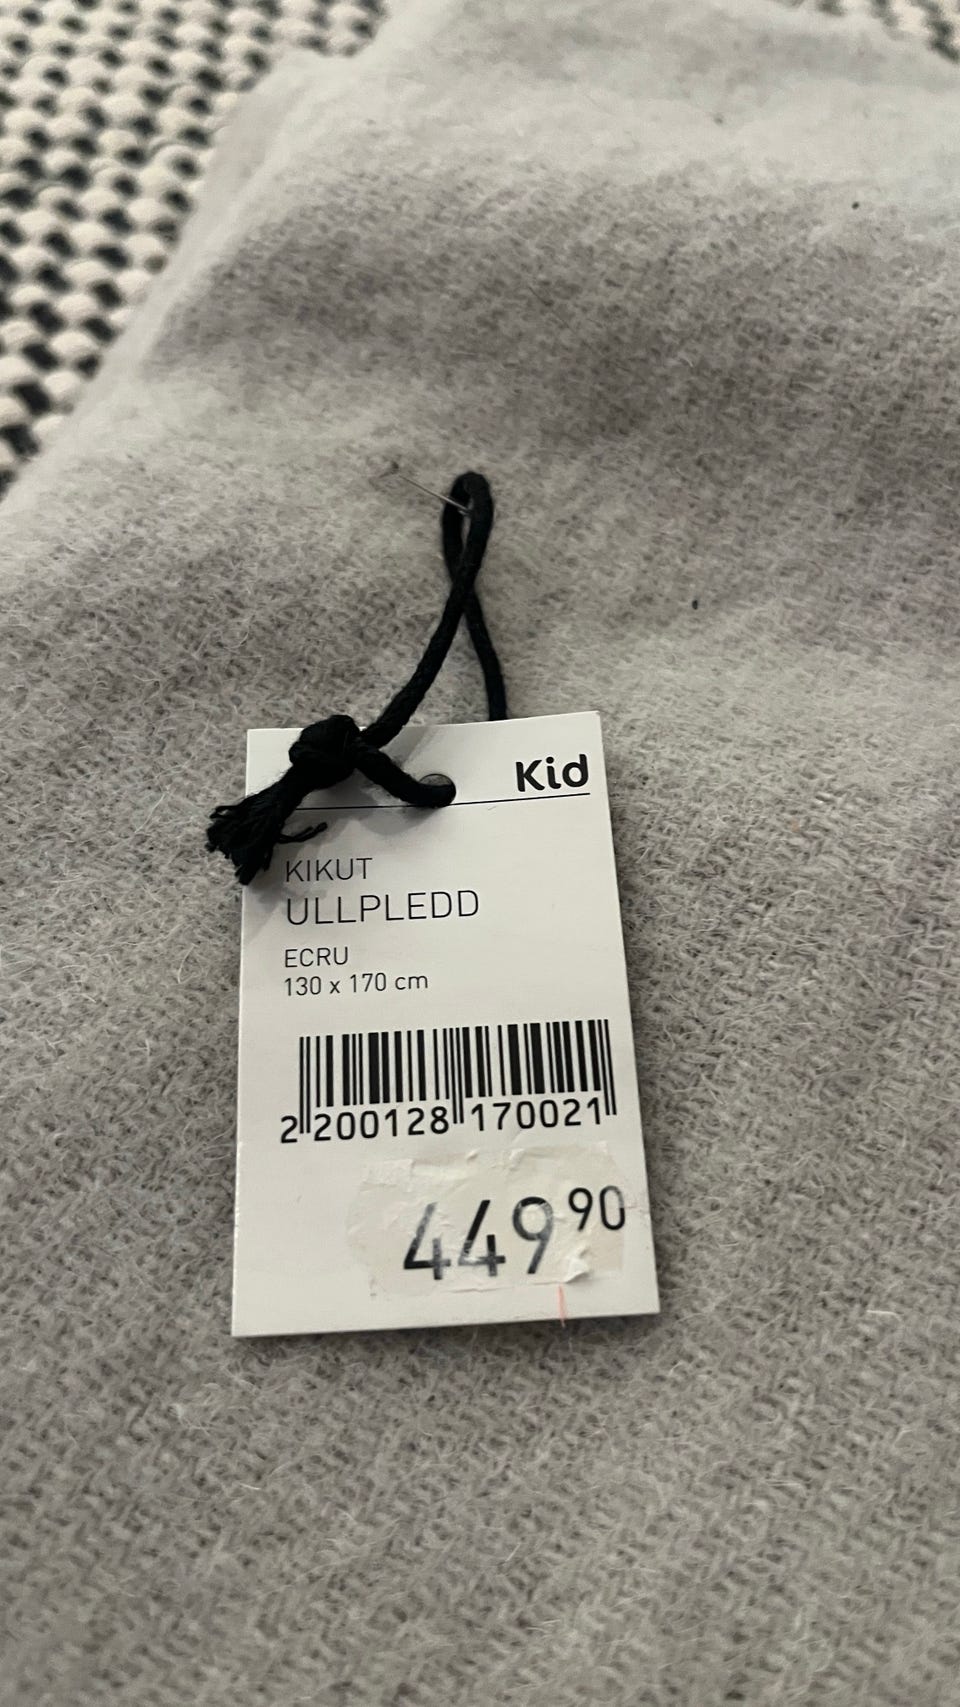 Kid
KIKUT
ULLPLEDD
ECRU
130 x 170 cm
2 200128 170021
449 90